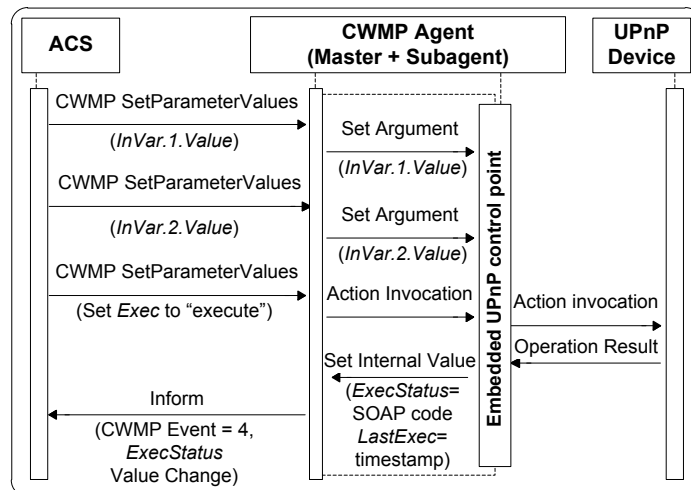 ACS
CWMP Agent
(Master + Subagent)
UPnP
Device
CWMP SetParameterValues
(InVar.1.Value)
Set Argument
(InVar.1.Value)
CWMP SetParameterValues
(InVar.2.Value)
Set Argument
(InVar.2.Value)
CWMP SetParameterValues
(Set Exec to “execute”)
Action Invocation
Embedded UPnP control point
Action invocation
Operation Result
Set Internal Value
(ExecStatus=
SOAP code
LastExec=
timestamp)
Inform
(CWMP Event = 4,
ExecStatus
Value Change)